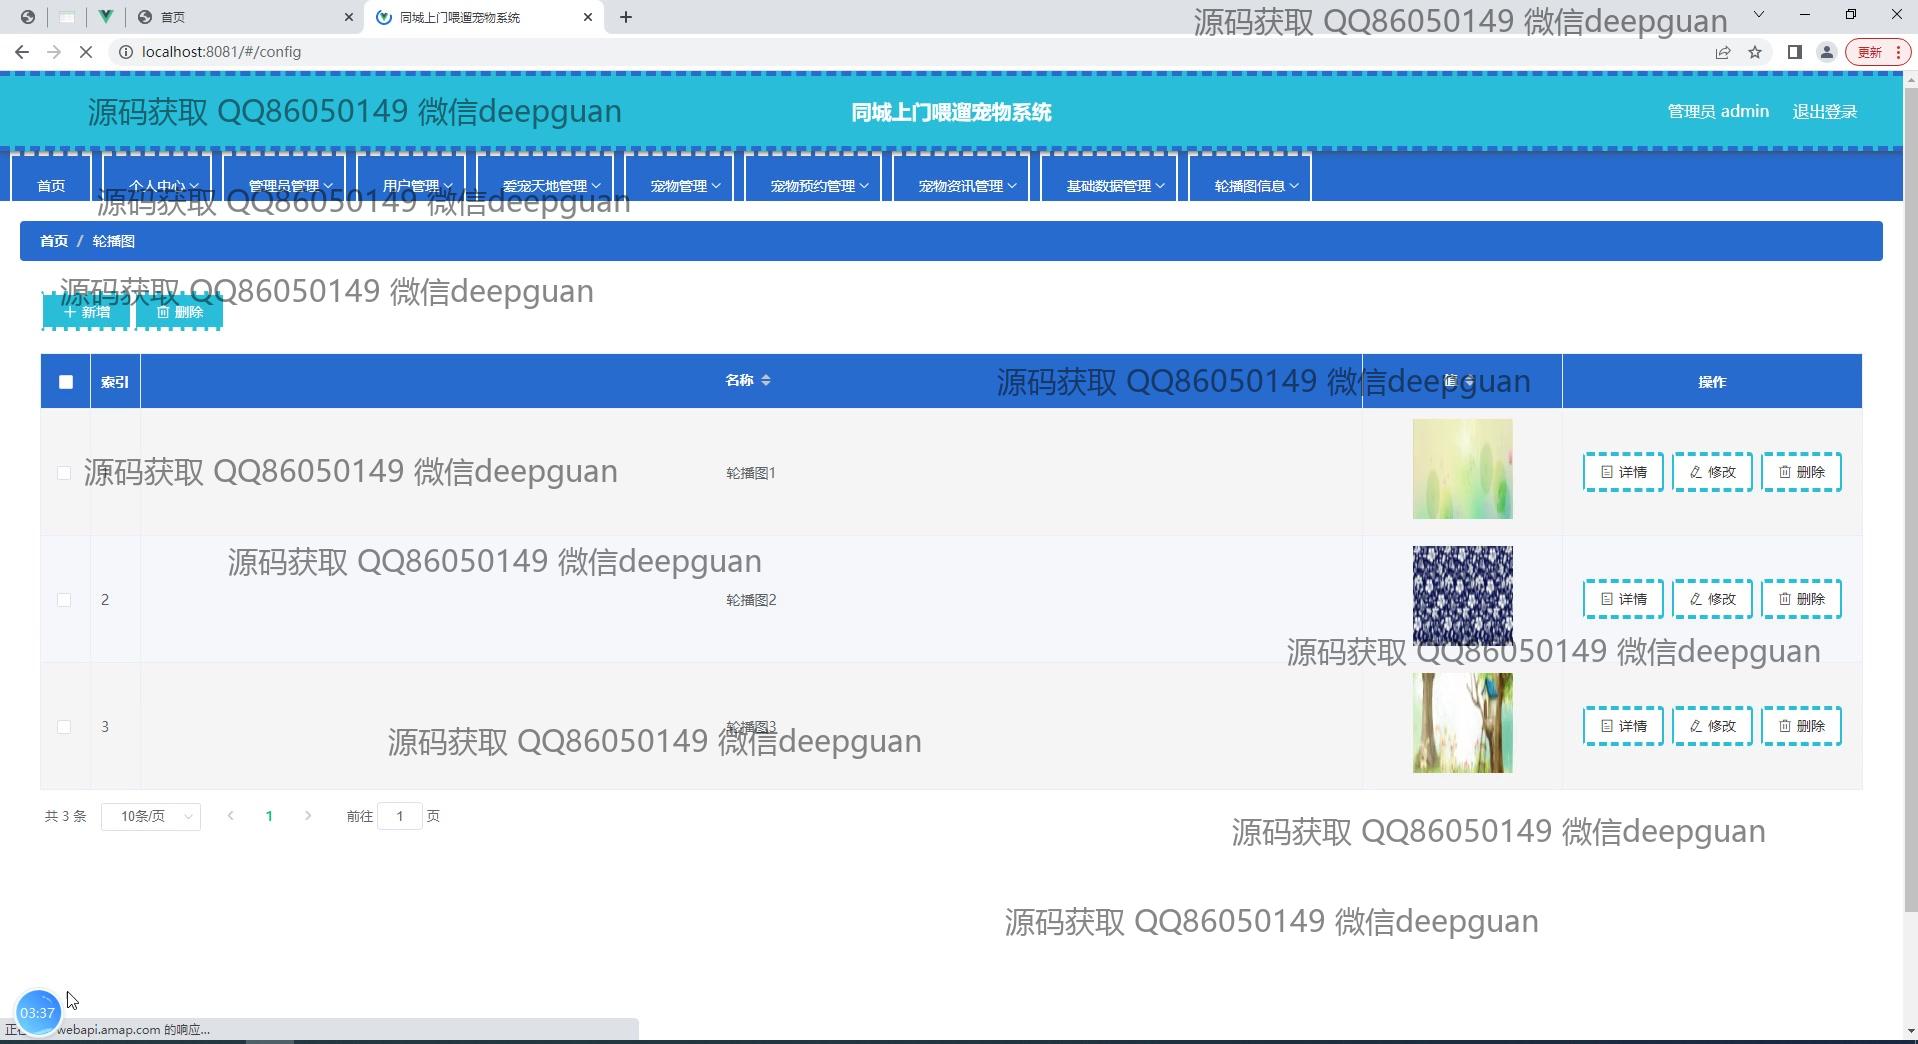 首页
同城上门喂遛宠物系统
源码获取 QQ86050149 微信deepguan
localhost:8081/#/config
更新
源码获取 QQ86050149 微信deepguan
同城上门喂遛宠物系统
管理员 admin
退出登录
首页
个人中心
管理员管理
用户管理
爱宠天地管理
宠物管理
宠物预约管理
宠物资讯管理
基础数据管理
轮播图信息
源码获取 QQ86050149 微信deepguan
首页 / 轮播图
源码获取 QQ86050149 微信deepguan
新增
删除
索引
名称
源码获取 QQ86050149 微信deepguan
值
操作
源码获取 QQ86050149 微信deepguan
轮播图1
详情
修改
删除
源码获取 QQ86050149 微信deepguan
2
轮播图2
详情
修改
删除
源码获取 QQ86050149 微信deepguan
3
轮播图3
详情
修改
删除
源码获取 QQ86050149 微信deepguan
共 3 条
10条/页
1
前往 1 页
源码获取 QQ86050149 微信deepguan
源码获取 QQ86050149 微信deepguan
03:37
webapi.amap.com 的响应...